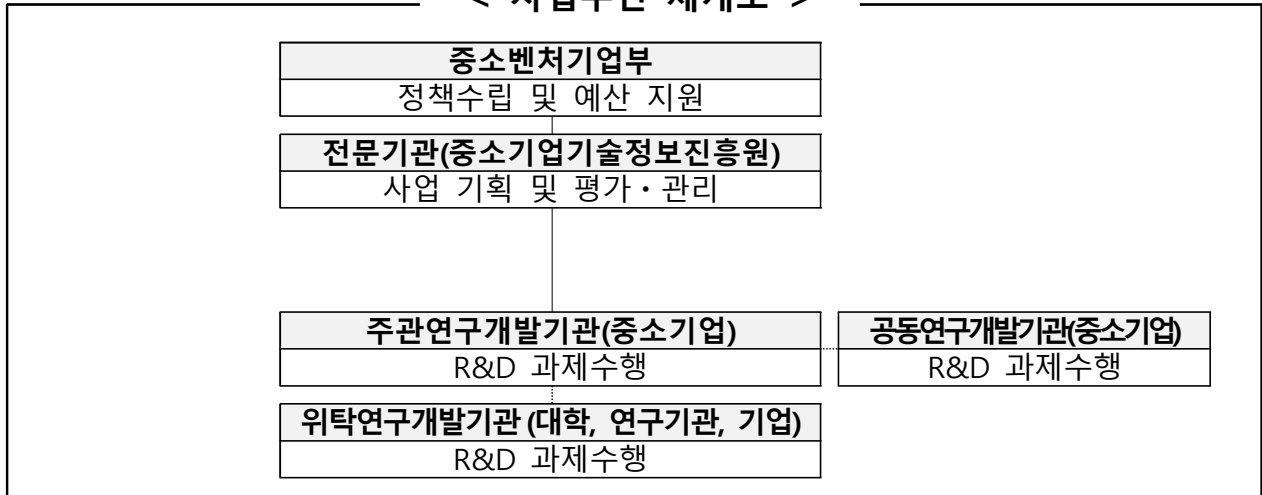 중소벤처기업부
정책수립 및 예산 지원
전문기관(중소기업기술정보진흥원)
사업 기획 및 평가・관리
주관연구개발기관(중소기업)
공동연구개발기관(중소기업)
R&D 과제수행
R&D 과제수행
위탁연구개발기관 (대학, 연구기관, 기업)
R&D 과제수행